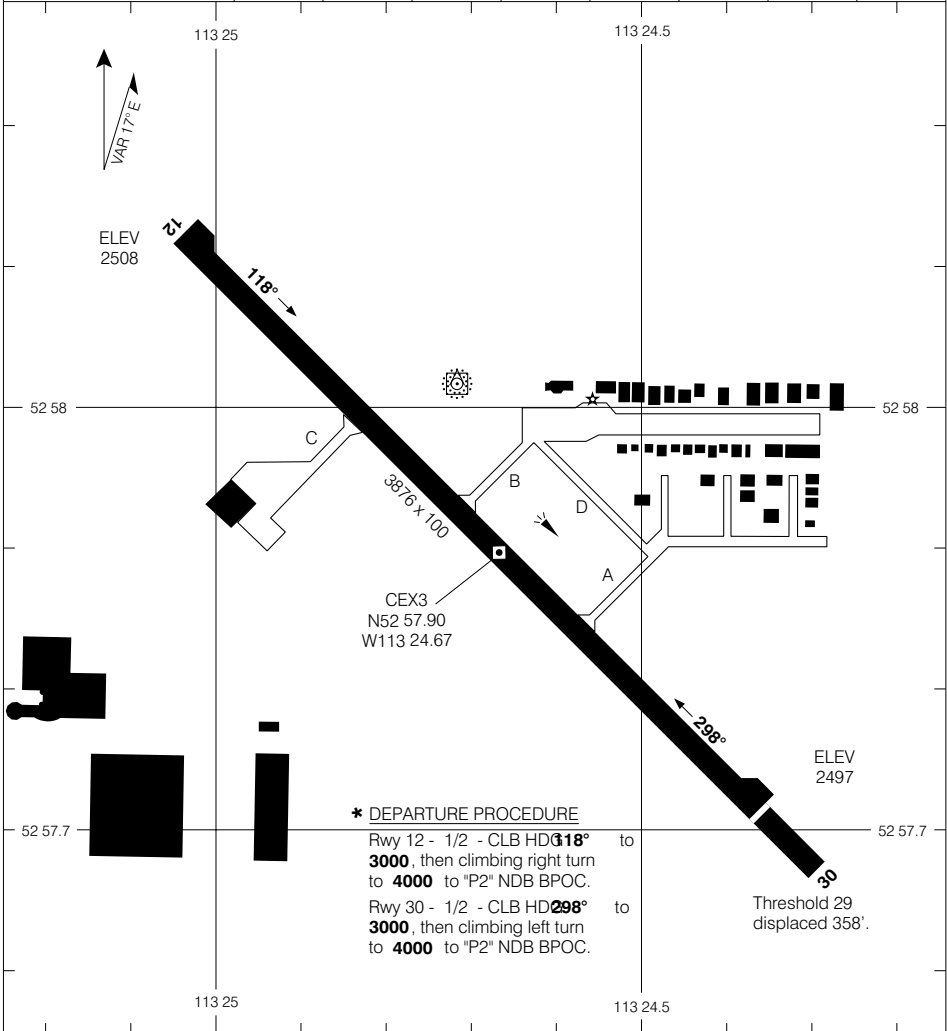 113 25
113 24.5
VAR 17° E
12
ELEV
2508
118°
52 58
52 58
C
B
D
3876 x 100
A
CEX3
N52 57.90
W113 24.67
298°
ELEV
2497
52 57.7
52 57.7
* DEPARTURE PROCEDURE
Rwy 12 - 1/2 - CLB HDG 118° to
3000, then climbing right turn
to 4000 to "P2" NDB BPOC.
Rwy 30 - 1/2 - CLB HDG 298° to
3000, then climbing left turn
to 4000 to "P2" NDB BPOC.
30
Threshold 29
displaced 358'.
113 25
113 24.5